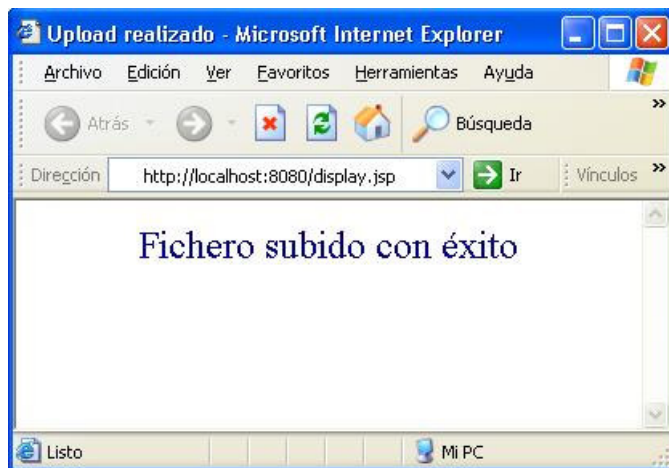 Upload realizado - Microsoft Internet Explorer
Archivo Edición Ver Favoritos Herramientas Ayuda
Atrás Búsqueda »
Dirección http://localhost:8080/display.jsp Ir Vínculos »
Fichero subido con éxito
Listo Mi PC